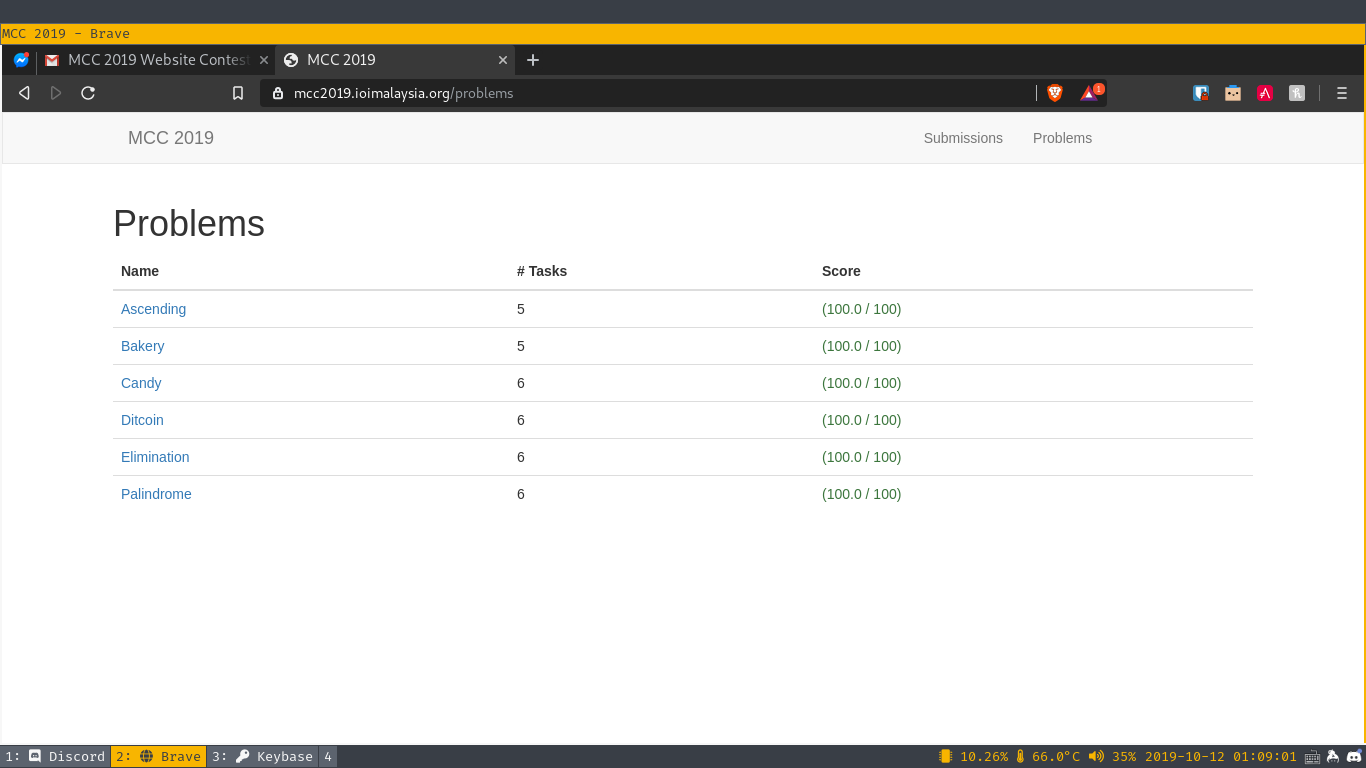 MCC 2019 - Brave
MCC 2019 Website Contes
MCC 2019
mcc2019.ioimalaysia.org/problems
1
MCC 2019 Submissions Problems
Problems
Name # Tasks Score
Ascending 5 (100.0 / 100)
Bakery 5 (100.0 / 100)
Candy 6 (100.0 / 100)
Ditcoin 6 (100.0 / 100)
Elimination 6 (100.0 / 100)
Palindrome 6 (100.0 / 100)
1: Discord 2: Brave 3: Keybase 4 10.26% 66.0°C 35% 2019-10-12 01:09:01